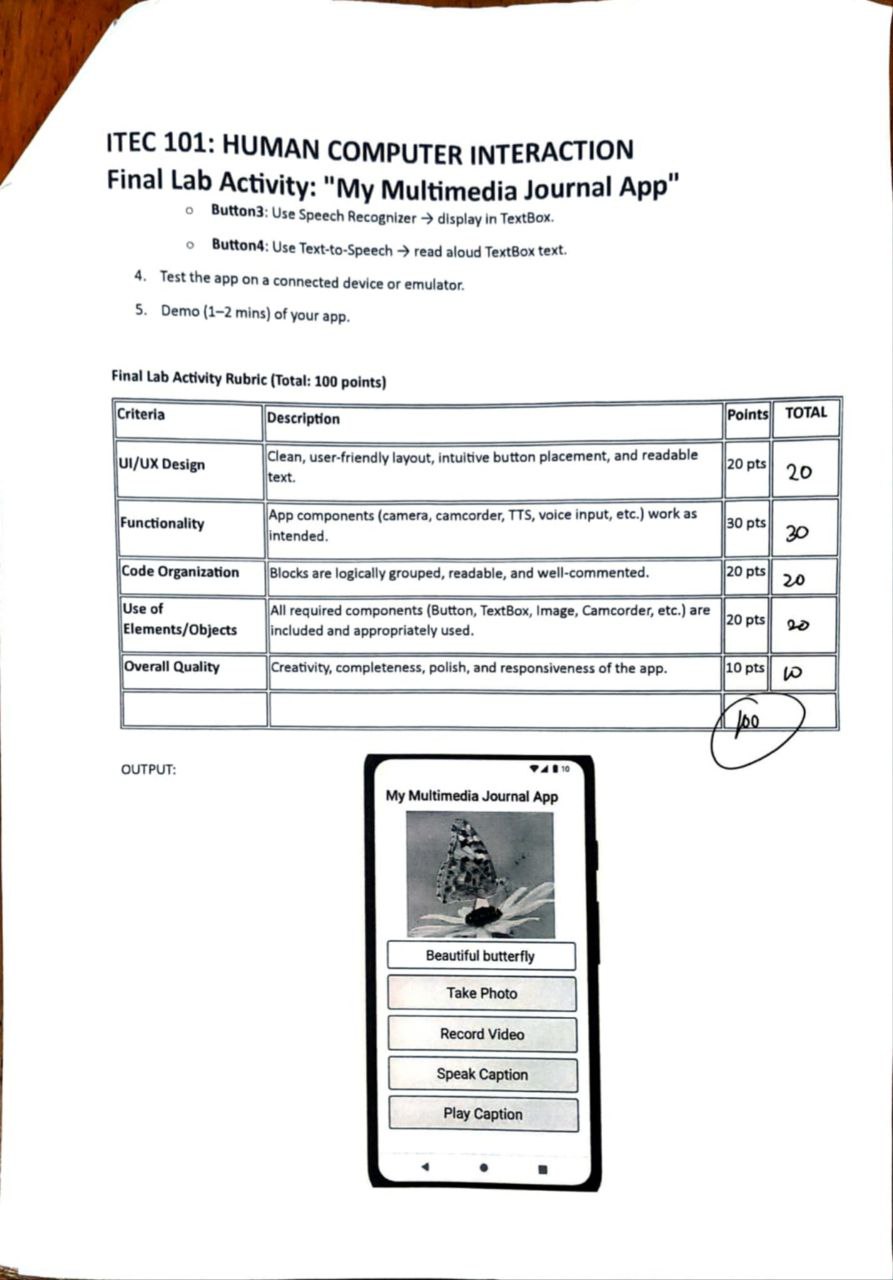 ITEC 101: HUMAN COMPUTER INTERACTION
Final Lab Activity: "My Multimedia Journal App"
○ Button3: Use Speech Recognizer → display in TextBox.
○ Button4: Use Text-to-Speech → read aloud TextBox text.
4. Test the app on a connected device or emulator.
5. Demo (1–2 mins) of your app.
Final Lab Activity Rubric (Total: 100 points)
Criteria Description Points TOTAL
UI/UX Design Clean, user-friendly layout, intuitive button placement, and readable 20 pts 20
text.
Functionality App components (camera, camcorder, TTS, voice input, etc.) work as 30 pts 30
intended.
Code Organization Blocks are logically grouped, readable, and well-commented. 20 pts 20
Use of All required components (Button, TextBox, Image, Camcorder, etc.) are 20 pts 20
Elements/Objects included and appropriately used.
Overall Quality Creativity, completeness, polish, and responsiveness of the app. 10 pts 10
100
OUTPUT:
10
My Multimedia Journal App
Beautiful butterfly
Take Photo
Record Video
Speak Caption
Play Caption